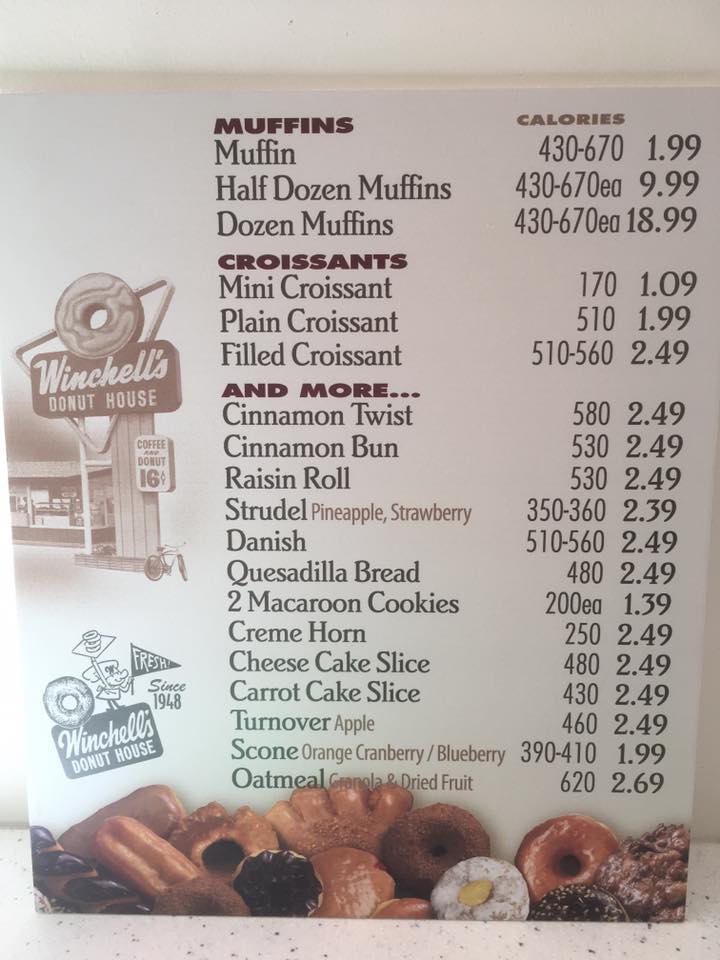 MUFFINS CALORIES
Muffin 430-670 1.99
Half Dozen Muffins 430-670ea 9.99
Dozen Muffins 430-670ea 18.99
CROISSANTS
Mini Croissant 170 1.09
Plain Croissant 510 1.99
Filled Croissant 510-560 2.49
AND MORE...
Cinnamon Twist 580 2.49
Cinnamon Bun 530 2.49
Raisin Roll 530 2.49
Strudel Pineapple, Strawberry 350-360 2.39
Danish 510-560 2.49
Quesadilla Bread 480 2.49
2 Macaroon Cookies 200ea 1.39
Creme Horn 250 2.49
Cheese Cake Slice 480 2.49
Carrot Cake Slice 430 2.49
Turnover Apple 460 2.49
Scone Orange Cranberry / Blueberry 390-410 1.99
Oatmeal Granola & Dried Fruit 620 2.69
Winchell's
DONUT HOUSE
COFFEE
AND
DONUT
16¢
FRESH!
Since
1948
Winchell's
DONUT HOUSE